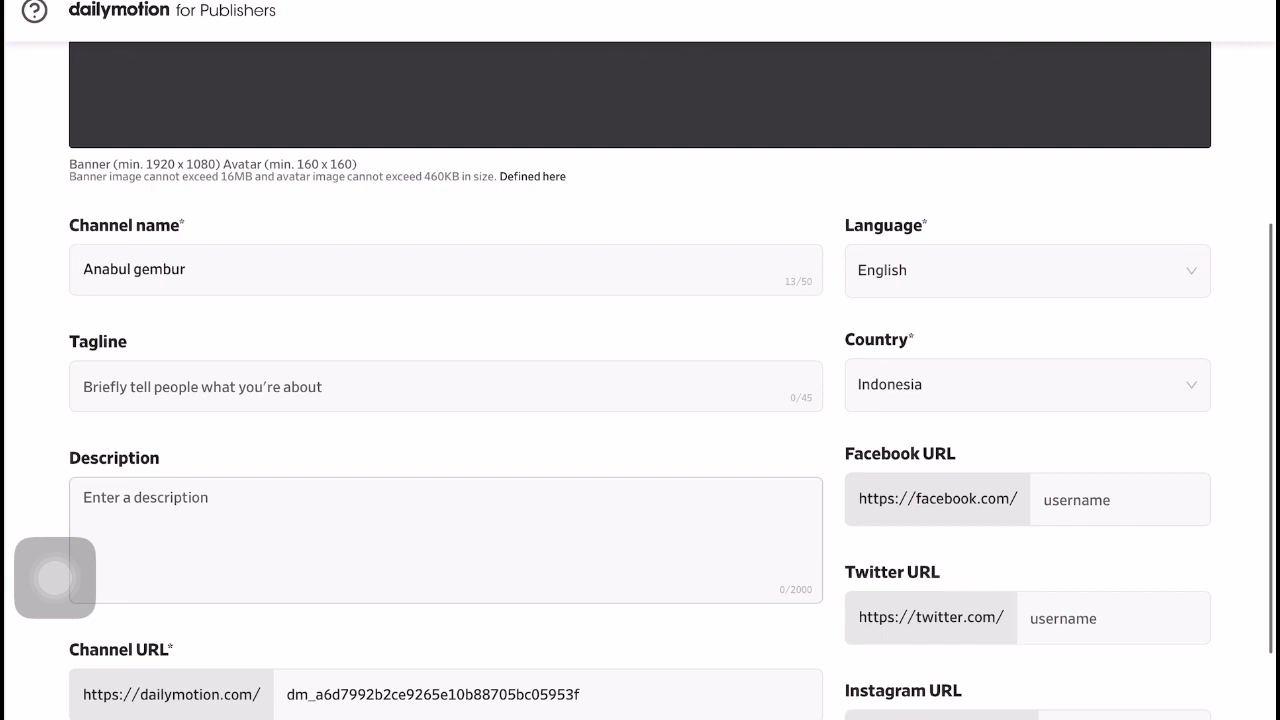 dailymotion for Publishers
Banner (min. 1920 x 1080) Avatar (min. 160 x 160)
Banner image cannot exceed 16MB and avatar image cannot exceed 460KB in size. Defined here
Channel name*
Anabul gembur
13/50
Tagline
Briefly tell people what you’re about
0/45
Description
Enter a description
0/2000
Channel URL*
https://dailymotion.com/ dm_a6d7992b2ce9265e10b88705bc05953f
Language*
English
Country*
Indonesia
Facebook URL
https://facebook.com/ username
Twitter URL
https://twitter.com/ username
Instagram URL